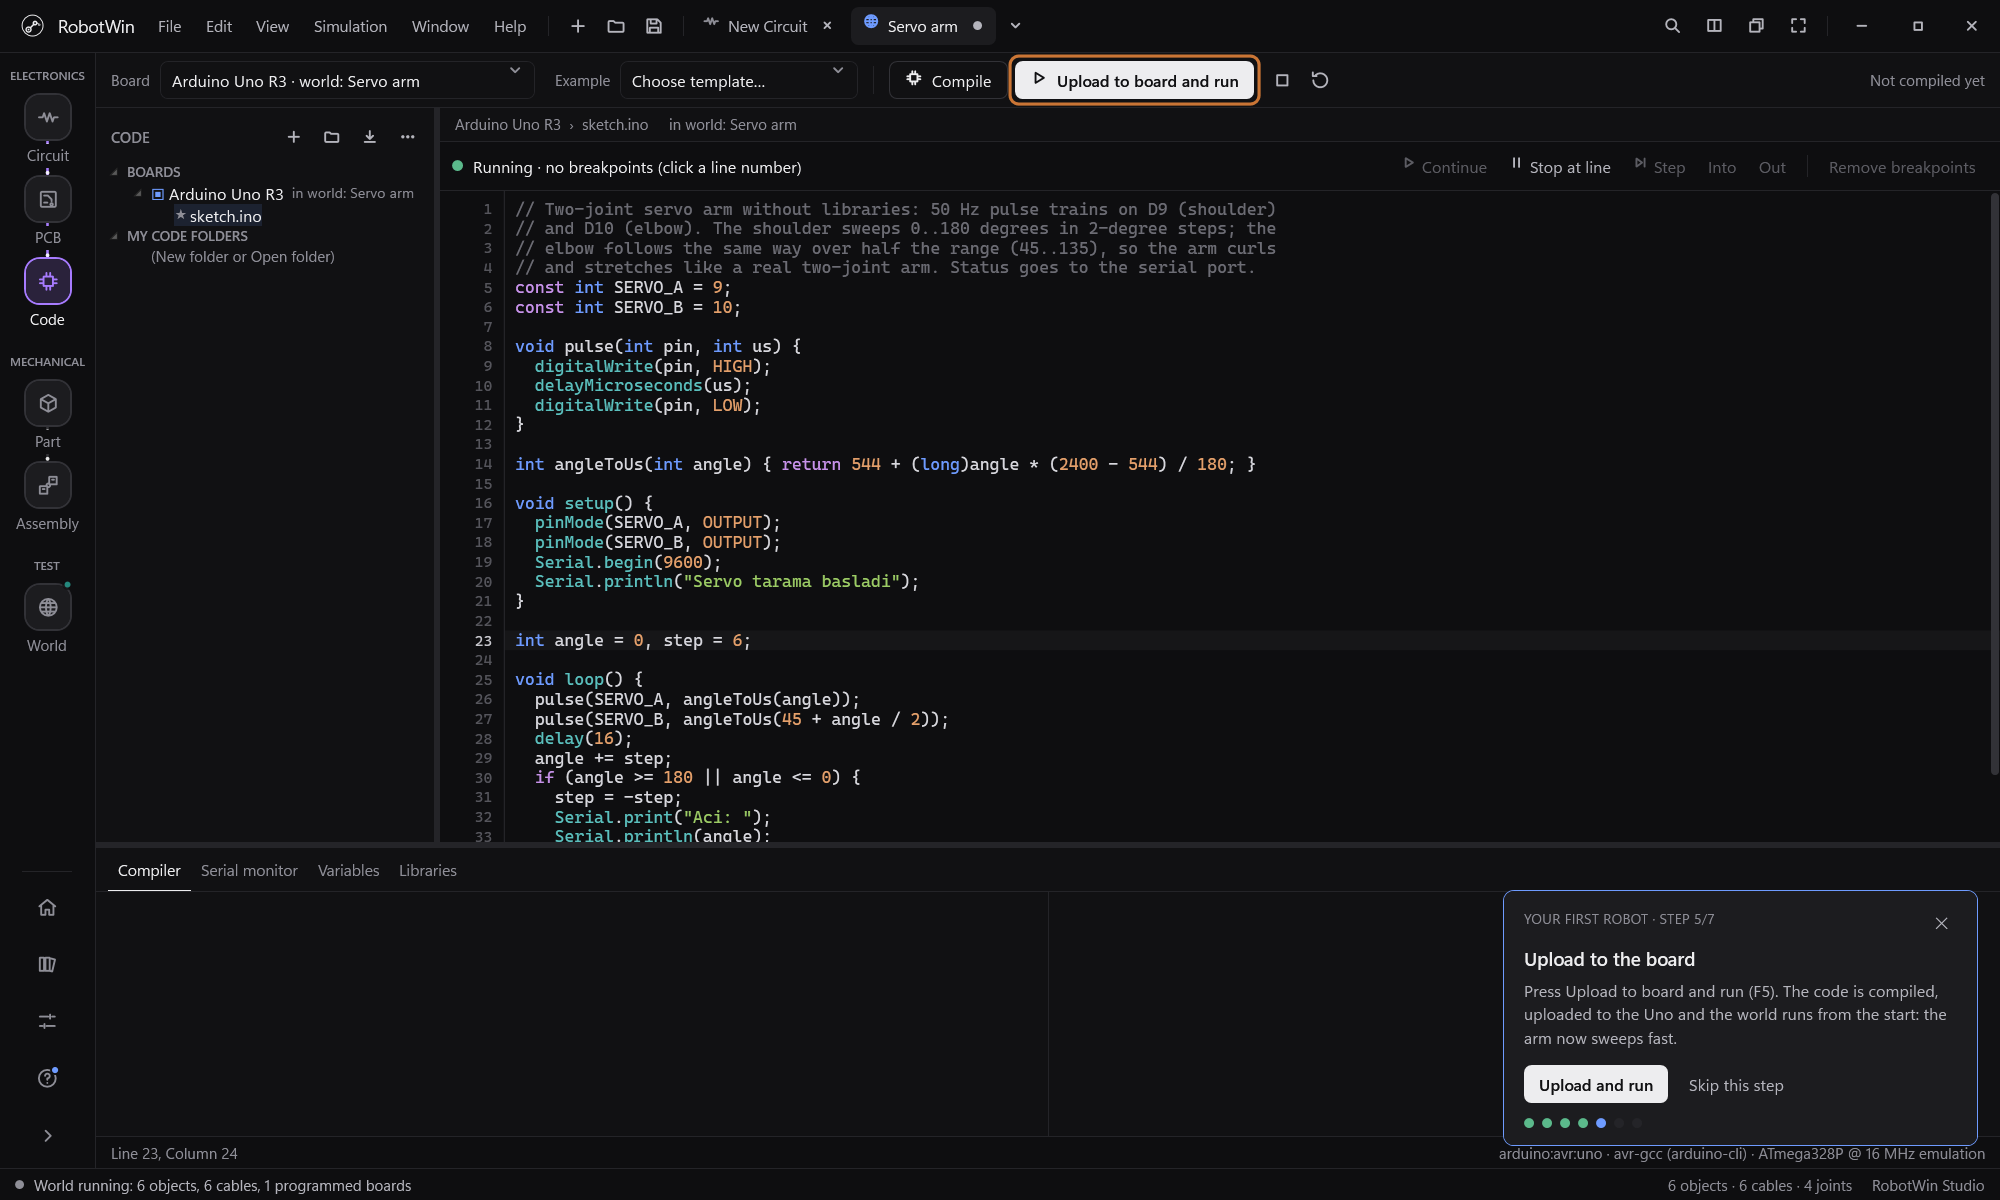 RobotWin File Edit View Simulation Window Help New Circuit Servo arm
ELECTRONICS
Circuit
PCB
Code
MECHANICAL
Part
Assembly
TEST
World
Board Arduino Uno R3 · world: Servo arm Example Choose template... Compile Upload to board and run Not compiled yet
CODE
BOARDS
Arduino Uno R3 in world: Servo arm
sketch.ino
MY CODE FOLDERS
(New folder or Open folder)
Arduino Uno R3 › sketch.ino in world: Servo arm
Running · no breakpoints (click a line number) Continue Stop at line Step Into Out Remove breakpoints
1 // Two-joint servo arm without libraries: 50 Hz pulse trains on D9 (shoulder)
2 // and D10 (elbow). The shoulder sweeps 0..180 degrees in 2-degree steps; the
3 // elbow follows the same way over half the range (45..135), so the arm curls
4 // and stretches like a real two-joint arm. Status goes to the serial port.
5 const int SERVO_A = 9;
6 const int SERVO_B = 10;
7
8 void pulse(int pin, int us) {
9 digitalWrite(pin, HIGH);
10 delayMicroseconds(us);
11 digitalWrite(pin, LOW);
12 }
13
14 int angleToUs(int angle) { return 544 + (long)angle * (2400 - 544) / 180; }
15
16 void setup() {
17 pinMode(SERVO_A, OUTPUT);
18 pinMode(SERVO_B, OUTPUT);
19 Serial.begin(9600);
20 Serial.println("Servo tarama basladi");
21 }
22
23 int angle = 0, step = 6;
24
25 void loop() {
26 pulse(SERVO_A, angleToUs(angle));
27 pulse(SERVO_B, angleToUs(45 + angle / 2));
28 delay(16);
29 angle += step;
30 if (angle >= 180 || angle <= 0) {
31 step = -step;
32 Serial.print("Aci: ");
33 Serial.println(angle);
Compiler Serial monitor Variables Libraries
YOUR FIRST ROBOT · STEP 5/7
Upload to the board
Press Upload to board and run (F5). The code is compiled,
uploaded to the Uno and the world runs from the start: the
arm now sweeps fast.
Upload and run Skip this step
Line 23, Column 24 arduino:avr:uno · avr-gcc (arduino-cli) · ATmega328P @ 16 MHz emulation
World running: 6 objects, 6 cables, 1 programmed boards 6 objects · 6 cables · 4 joints RobotWin Studio